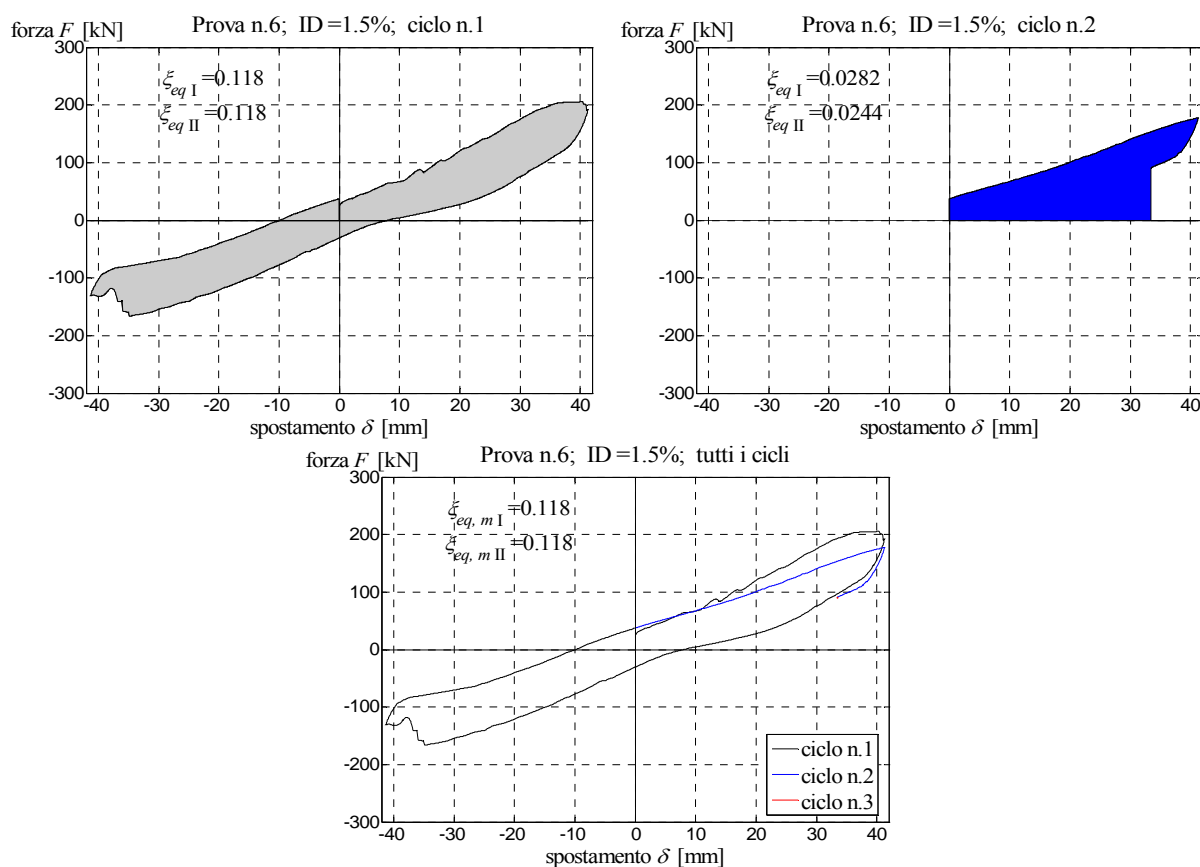 forza F [kN]
Prova n.6; ID =1.5%; ciclo n.1
300
200
100
0
-100
-200
-300
ξeq I =0.118
ξeq II =0.118
-40 -30 -20 -10 0 10 20 30 40
spostamento δ [mm]
forza F [kN]
Prova n.6; ID =1.5%; ciclo n.2
300
200
100
0
-100
-200
-300
ξeq I =0.0282
ξeq II =0.0244
-40 -30 -20 -10 0 10 20 30 40
spostamento δ [mm]
forza F [kN]
Prova n.6; ID =1.5%; tutti i cicli
300
200
100
0
-100
-200
-300
ξeq, m I =0.118
ξeq, m II =0.118
ciclo n.1
ciclo n.2
ciclo n.3
-40 -30 -20 -10 0 10 20 30 40
spostamento δ [mm]